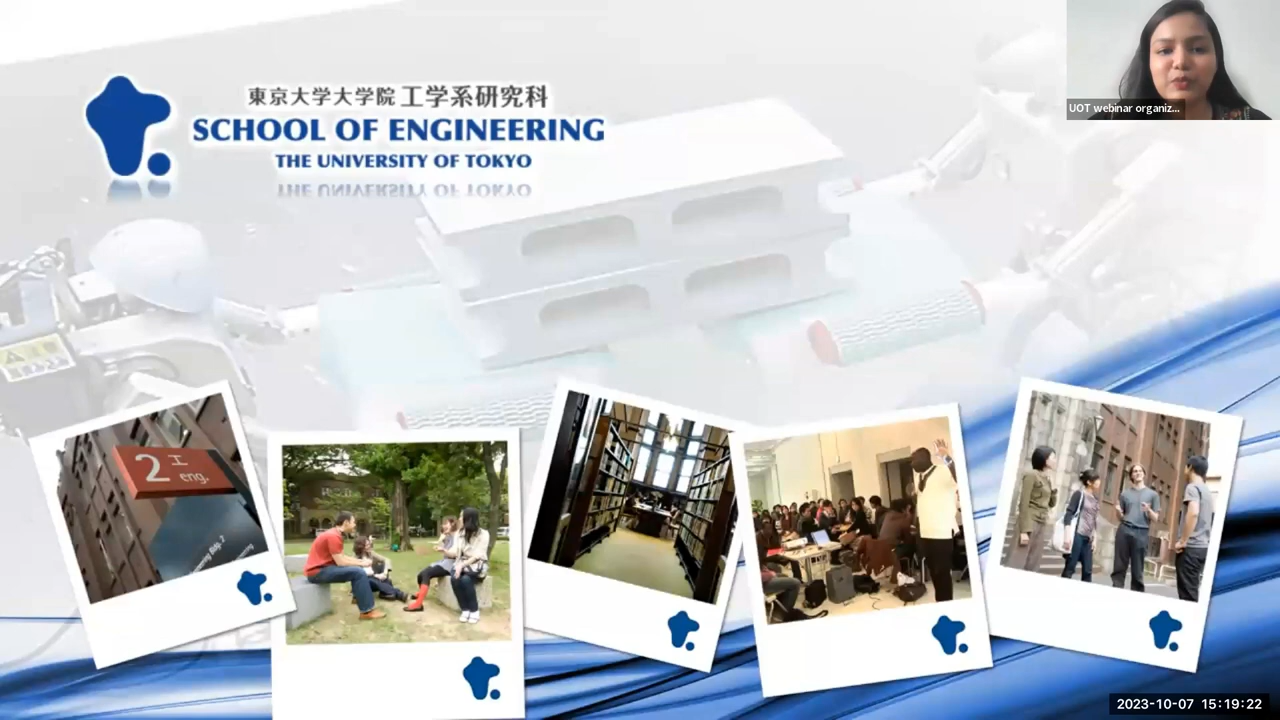 東京大学大学院 工学系研究科
SCHOOL OF ENGINEERING
THE UNIVERSITY OF TOKYO
UOT webinar organiz...
2 工
eng.
2023-10-07 15:19:22